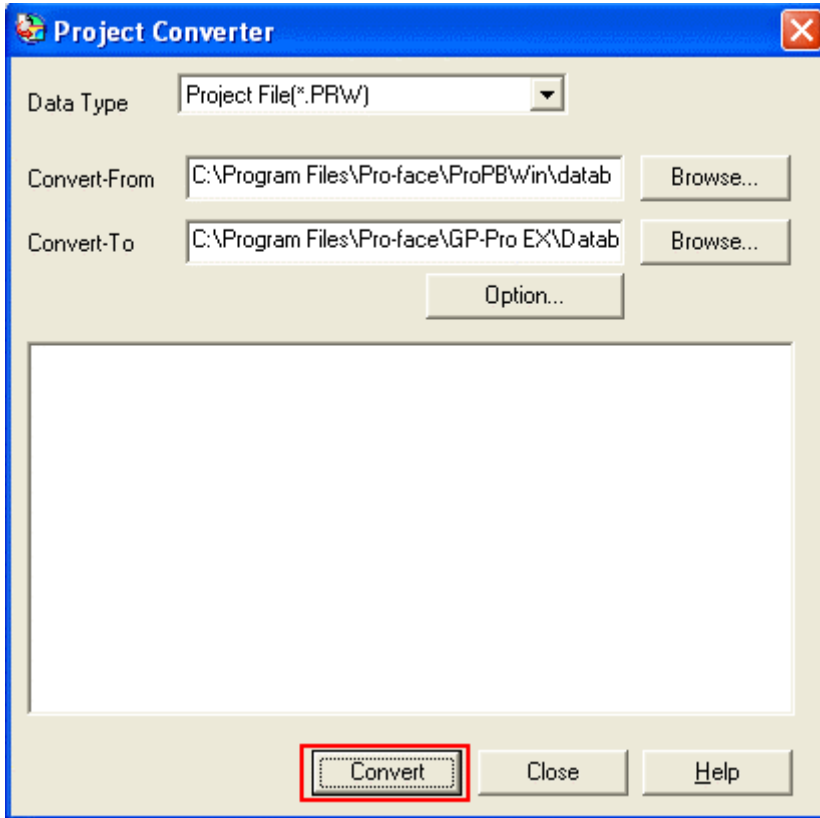 Project Converter
Data Type
Project File(*.PRW)
Convert-From
C:\Program Files\Pro-face\ProPBWin\datab
Browse...
Convert-To
C:\Program Files\Pro-face\GP-Pro EX\Datab
Browse...
Option...
Convert
Close
Help